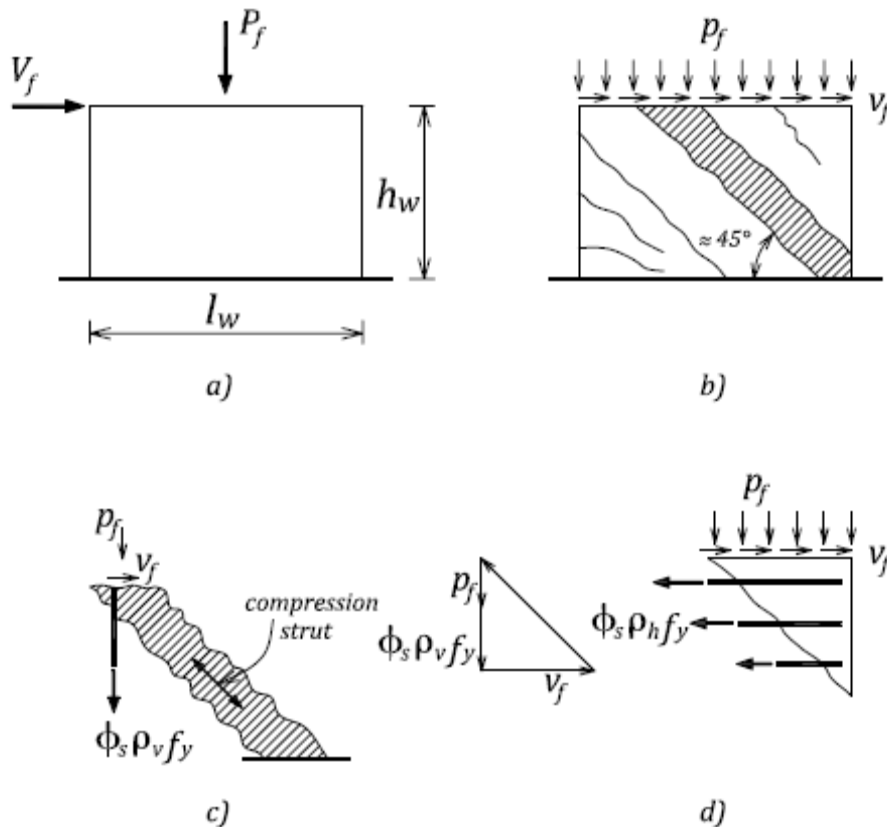 P_f
V_f
h_w
l_w
a)
p_f
v_f
≈ 45°
b)
p_f
v_f
compression
strut
ϕ_s ρ_v f_y
c)
p_f
ϕ_s ρ_v f_y
v_f
p_f
v_f
ϕ_s ρ_h f_y
d)